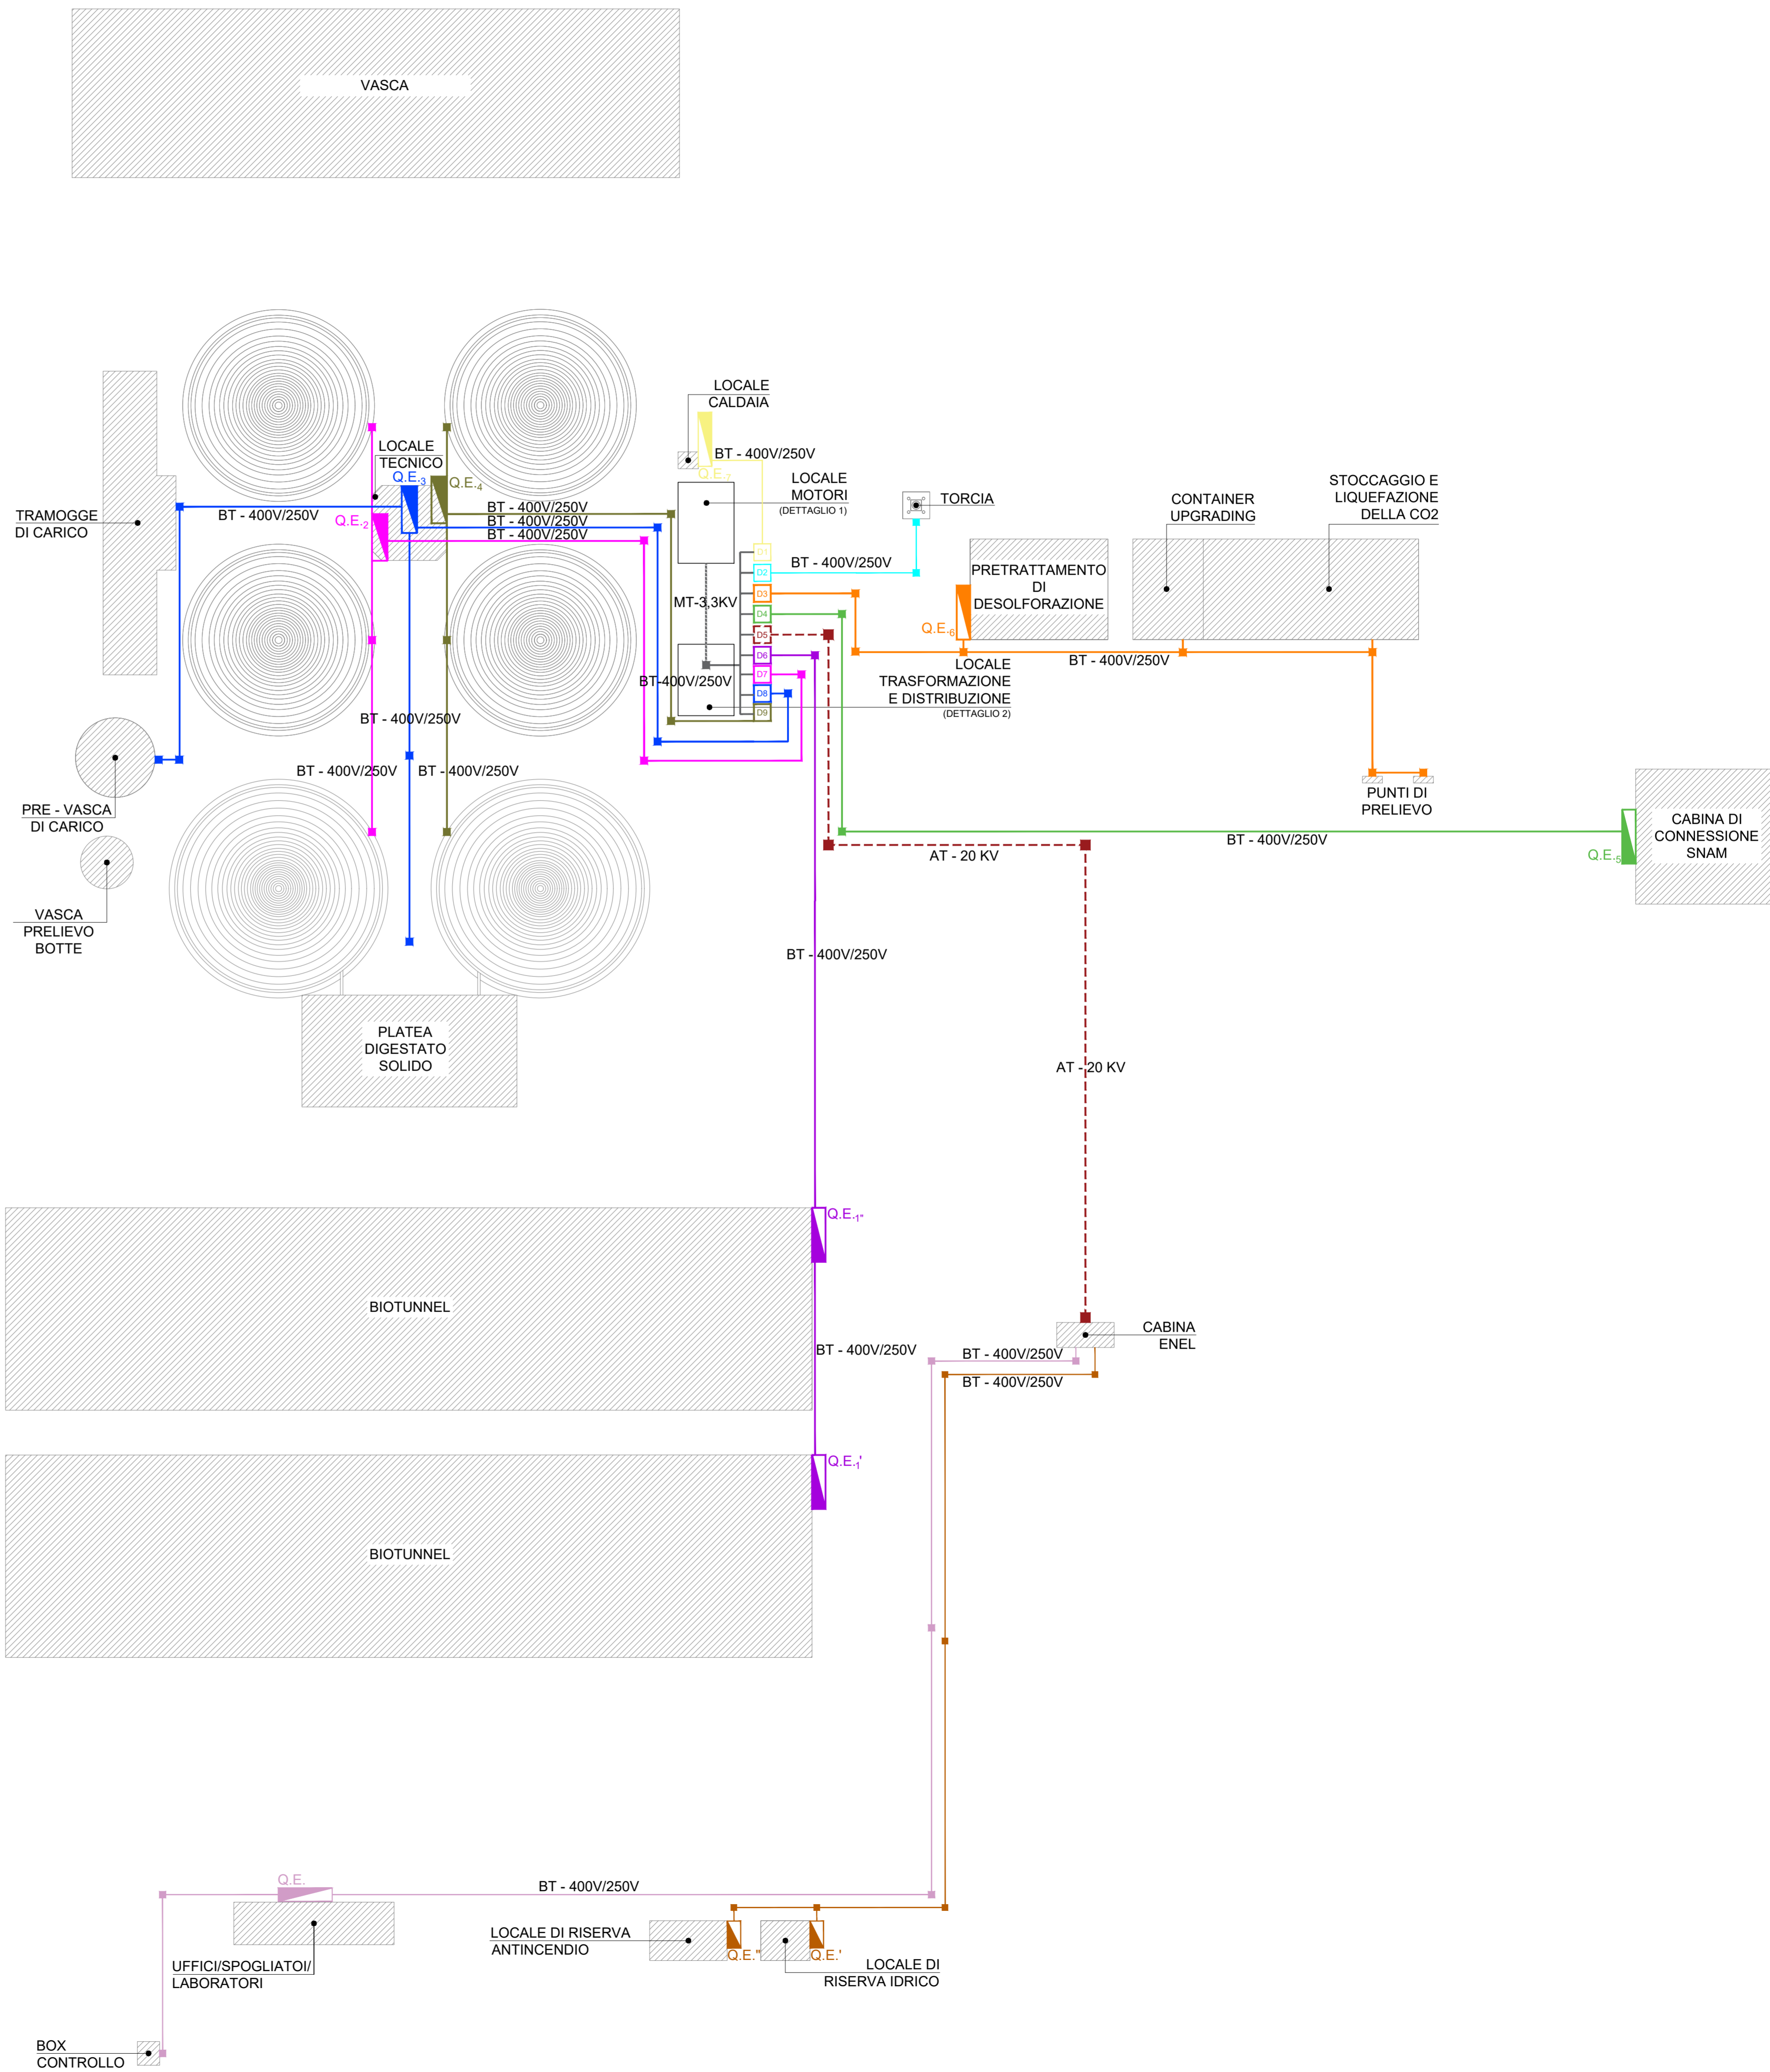 VASCA
LOCALE
CALDAIA
BT - 400V/250V
Q.E.7
LOCALE
TECNICO
Q.E.3
Q.E.4
Q.E.2
TRAMOGGE
DI CARICO
BT - 400V/250V
BT - 400V/250V
BT - 400V/250V
BT - 400V/250V
LOCALE
MOTORI
(DETTAGLIO 1)
TORCIA
CONTAINER
UPGRADING
STOCCAGGIO E
LIQUEFAZIONE
DELLA CO2
D1
D2
D3
D4
D5
D6
D7
D8
D9
BT - 400V/250V
PRETRATTAMENTO
DI
DESOLFORAZIONE
Q.E.6
BT - 400V/250V
MT-3,3KV
BT-400V/250V
LOCALE
TRASFORMAZIONE
E DISTRIBUZIONE
(DETTAGLIO 2)
BT - 400V/250V
BT - 400V/250V
BT - 400V/250V
PRE - VASCA
DI CARICO
VASCA
PRELIEVO
BOTTE
PUNTI DI
PRELIEVO
BT - 400V/250V
Q.E.5
CABINA DI
CONNESSIONE
SNAM
AT - 20 KV
BT - 400V/250V
PLATEA
DIGESTATO
SOLIDO
AT - 20 KV
Q.E.1"
BIOTUNNEL
BT - 400V/250V
CABINA
ENEL
BT - 400V/250V
BT - 400V/250V
Q.E.1'
BIOTUNNEL
Q.E.
BT - 400V/250V
LOCALE DI RISERVA
ANTINCENDIO
Q.E."
Q.E.'
LOCALE DI
RISERVA IDRICO
UFFICI/SPOGLIATOI/
LABORATORI
BOX
CONTROLLO